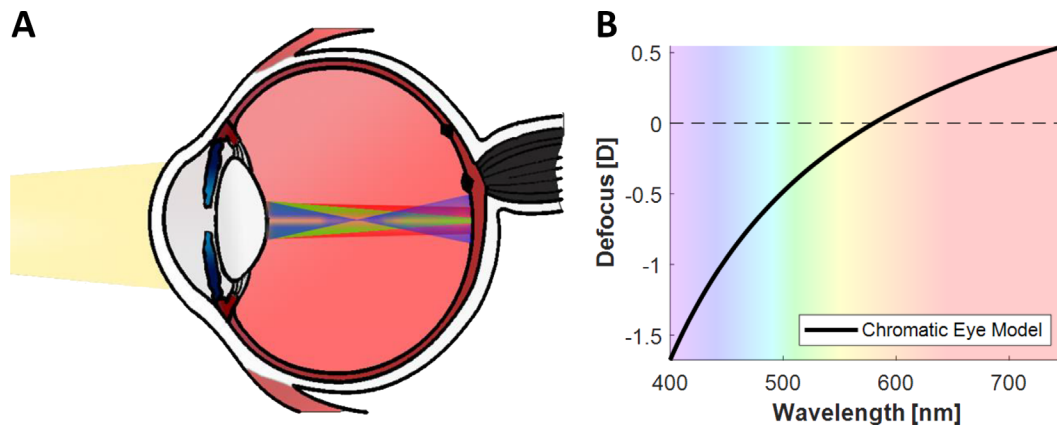 A
B
0.5
0
-0.5
-1
-1.5
Defocus [D]
Chromatic Eye Model
400
500
600
700
Wavelength [nm]